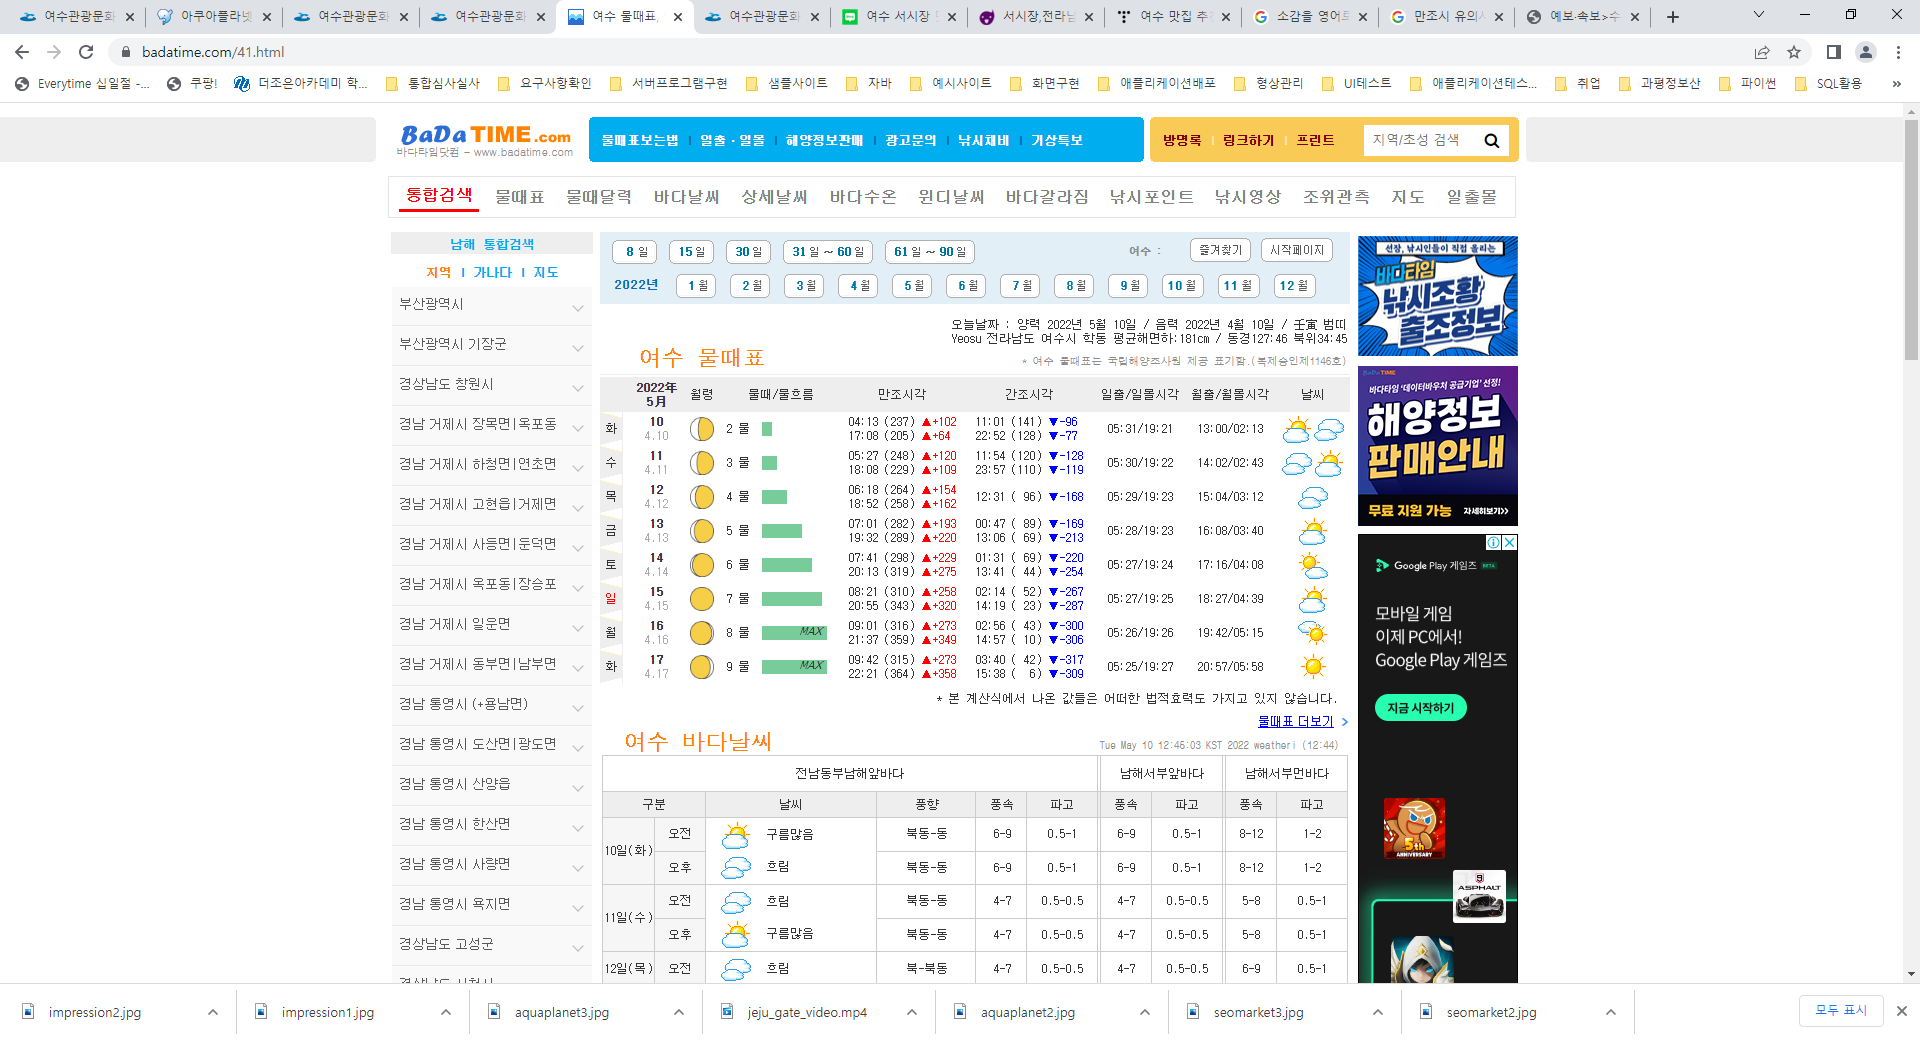 여수관광문화
아쿠아플라넷
여수관광문화
여수관광문화
여수 물때표,
여수관광문화
여수 서시장
서시장,전라남
여수 맛집 추
소감을 영어로
만조시 유의사
예보·속보>수
badatime.com/41.html
Everytime 십일절 -...
쿠팡!
더조은아카데미 학...
통합심사실사
요구사항확인
서버프로그램구현
샘플사이트
자바
예시사이트
화면구현
애플리케이션배포
형상관리
UI테스트
애플리케이션테스...
취업
과평정보산
파이썬
SQL활용
BaDaTIME.com
바다타임닷컴 - www.badatime.com
물때표보는법 | 일출·일몰 | 해양정보판매 | 광고문의 | 낚시채비 | 기상특보
방명록 | 링크하기 | 프린트
지역/초성 검색
통합검색 물때표 물때달력 바다날씨 상세날씨 바다수온 윈디날씨 바다갈라짐 낚시포인트 낚시영상 조위관측 지도 일출몰
남해 통합검색
지역 | 가나다 | 지도
부산광역시
부산광역시 기장군
경상남도 창원시
경남 거제시 장목면|옥포동
경남 거제시 하청면|연초면
경남 거제시 고현읍|거제면
경남 거제시 사등면|둔덕면
경남 거제시 옥포동|장승포
경남 거제시 일운면
경남 거제시 동부면|남부면
경남 통영시 (+용남면)
경남 통영시 도산면|광도면
경남 통영시 산양읍
경남 통영시 한산면
경남 통영시 사량면
경남 통영시 욕지면
경상남도 고성군
8 일 15 일 30 일 31 일 ~ 60 일 61 일 ~ 90 일
여수 : 즐겨찾기 시작페이지
2022년 1 월 2 월 3 월 4 월 5 월 6 월 7 월 8 월 9 월 10 월 11 월 12 월
오늘날짜 : 양력 2022년 5월 10일 / 음력 2022년 4월 10일 / 壬寅 범띠
Yeosu 전라남도 여수시 학동 평균해면하:181cm / 동경127:46 북위34:45
여수 물때표
* 여수 물때표는 국립해양조사원 제공 표기함.(복제승인제1146호)
2022年 5月 월령 물때/물흐름 만조시각 간조시각 일출/일몰시각 월출/월몰시각 날씨
화 10 4.10 2 물 04:13 (237) ▲+102 11:01 (141) ▼-96 05:31/19:21 13:00/02:13
17:08 (205) ▲+64 22:52 (128) ▼-77
수 11 4.11 3 물 05:27 (248) ▲+120 11:54 (120) ▼-128 05:30/19:22 14:02/02:43
18:08 (229) ▲+109 23:57 (110) ▼-119
목 12 4.12 4 물 06:18 (264) ▲+154 12:31 ( 96) ▼-168 05:29/19:23 15:04/03:12
18:52 (258) ▲+162
금 13 4.13 5 물 07:01 (282) ▲+193 00:47 ( 89) ▼-169 05:28/19:23 16:08/03:40
19:32 (289) ▲+220 13:06 ( 69) ▼-213
토 14 4.14 6 물 07:41 (298) ▲+229 01:31 ( 69) ▼-220 05:27/19:24 17:16/04:08
20:13 (319) ▲+275 13:41 ( 44) ▼-254
일 15 4.15 7 물 08:21 (310) ▲+258 02:14 ( 52) ▼-267 05:27/19:25 18:27/04:39
20:55 (343) ▲+320 14:19 ( 23) ▼-287
월 16 4.16 8 물 MAX 09:01 (316) ▲+273 02:56 ( 43) ▼-300 05:26/19:26 19:42/05:15
21:37 (359) ▲+349 14:57 ( 10) ▼-306
화 17 4.17 9 물 MAX 09:42 (315) ▲+273 03:40 ( 42) ▼-317 05:25/19:27 20:57/05:58
22:21 (364) ▲+358 15:38 ( 6) ▼-309
* 본 계산식에서 나온 값들은 어떠한 법적효력도 가지고 있지 않습니다.
물때표 더보기 >
여수 바다날씨
Tue May 10 12:45:03 KST 2022 weatheri (12:44)
전남동부남해앞바다 남해서부앞바다 남해서부먼바다
구분 날씨 풍향 풍속 파고 풍속 파고 풍속 파고
10일(화) 오전 구름많음 북동-동 6-9 0.5-1 6-9 0.5-1 8-12 1-2
오후 흐림 북동-동 6-9 0.5-1 6-9 0.5-1 8-12 1-2
11일(수) 오전 흐림 북동-동 4-7 0.5-0.5 4-7 0.5-0.5 5-8 0.5-1
오후 구름많음 북동-동 4-7 0.5-0.5 4-7 0.5-0.5 5-8 0.5-1
12일(목) 오전 흐림 북-북동 4-7 0.5-0.5 4-7 0.5-0.5 6-9 0.5-1
선장, 낚시인들이 직접 올리는
바다타임
낚시조황
출조정보
BaDaTIME
바다타임 '데이터바우처 공급기업' 선정!
해양정보
판매안내
무료 지원 가능 자세히보기>>
Google Play 게임즈 BETA
모바일 게임
이제 PC에서!
Google Play 게임즈
지금 시작하기
5th
ANNIVERSARY
9
ASPHALT
impression2.jpg
impression1.jpg
aquaplanet3.jpg
jeju_gate_video.mp4
aquaplanet2.jpg
seomarket3.jpg
seomarket2.jpg
모두 표시